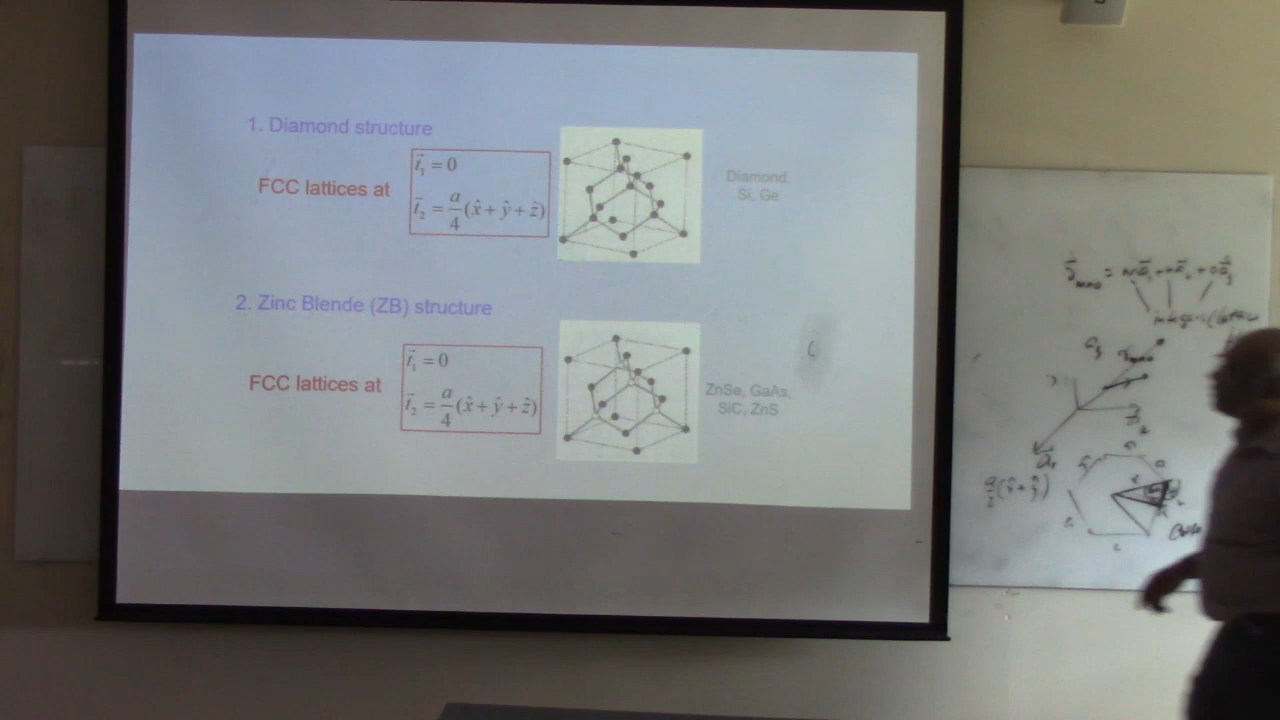 1. Diamond structure
FCC lattices at
t⃗₁ = 0
t⃗₂ = a/4 (x̂ + ŷ + ẑ)
Diamond,
Si, Ge
2. Zinc Blende (ZB) structure
FCC lattices at
t⃗₁ = 0
t⃗₂ = a/4 (x̂ + ŷ + ẑ)
ZnSe, GaAs,
SiC, ZnS